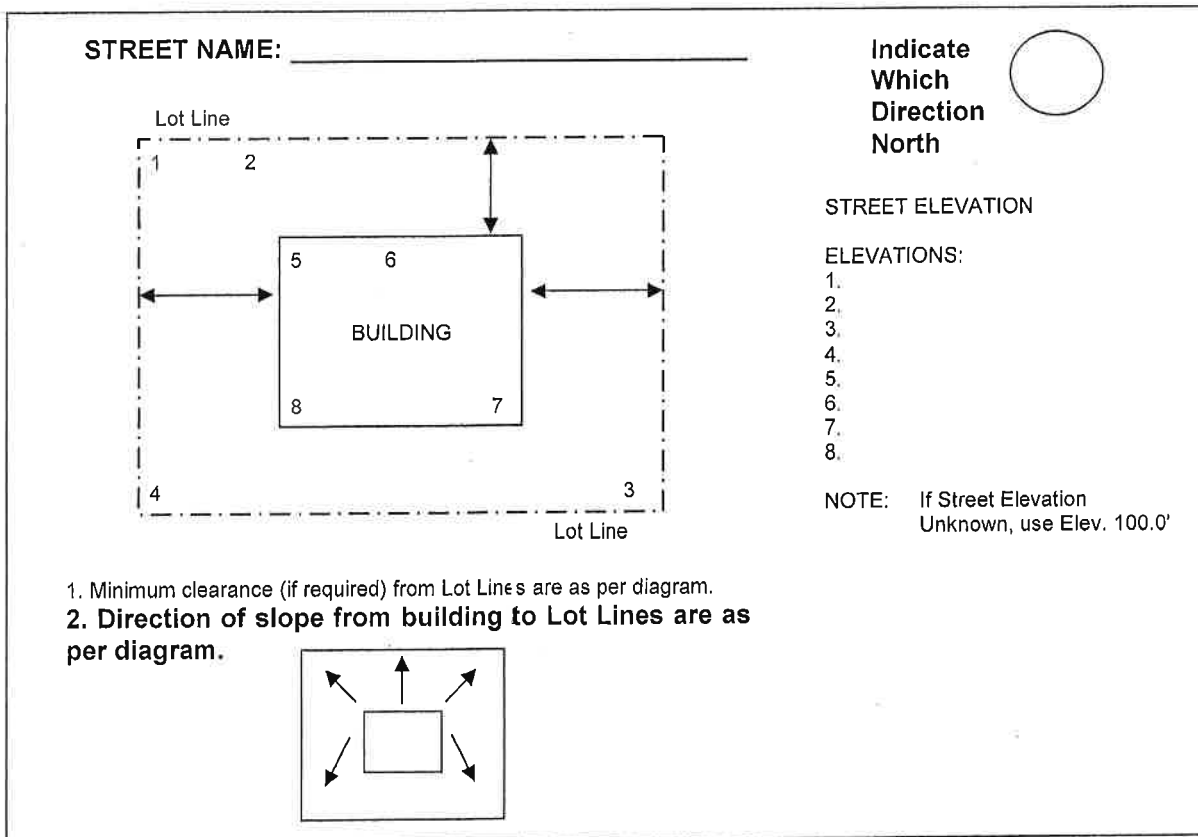 STREET NAME:
Indicate
Which
Direction
North
Lot Line
1 2
5 6
BUILDING
8 7
4 3
Lot Line
STREET ELEVATION
ELEVATIONS:
1.
2.
3.
4.
5.
6.
7.
8.
NOTE: If Street Elevation
Unknown, use Elev. 100.0'
1. Minimum clearance (if required) from Lot Lines are as per diagram.
2. Direction of slope from building to Lot Lines are as
per diagram.